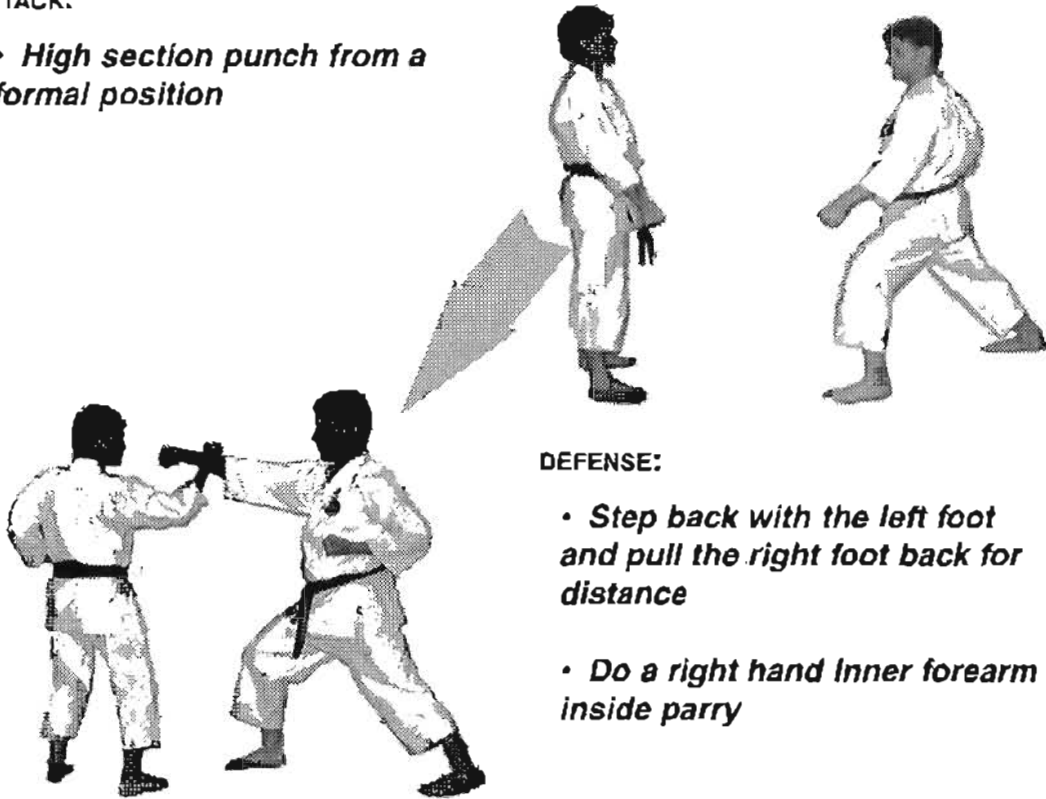 TACK:
• High section punch from a
formal position
DEFENSE:
• Step back with the left foot
and pull the right foot back for
distance
• Do a right hand inner forearm
inside parry